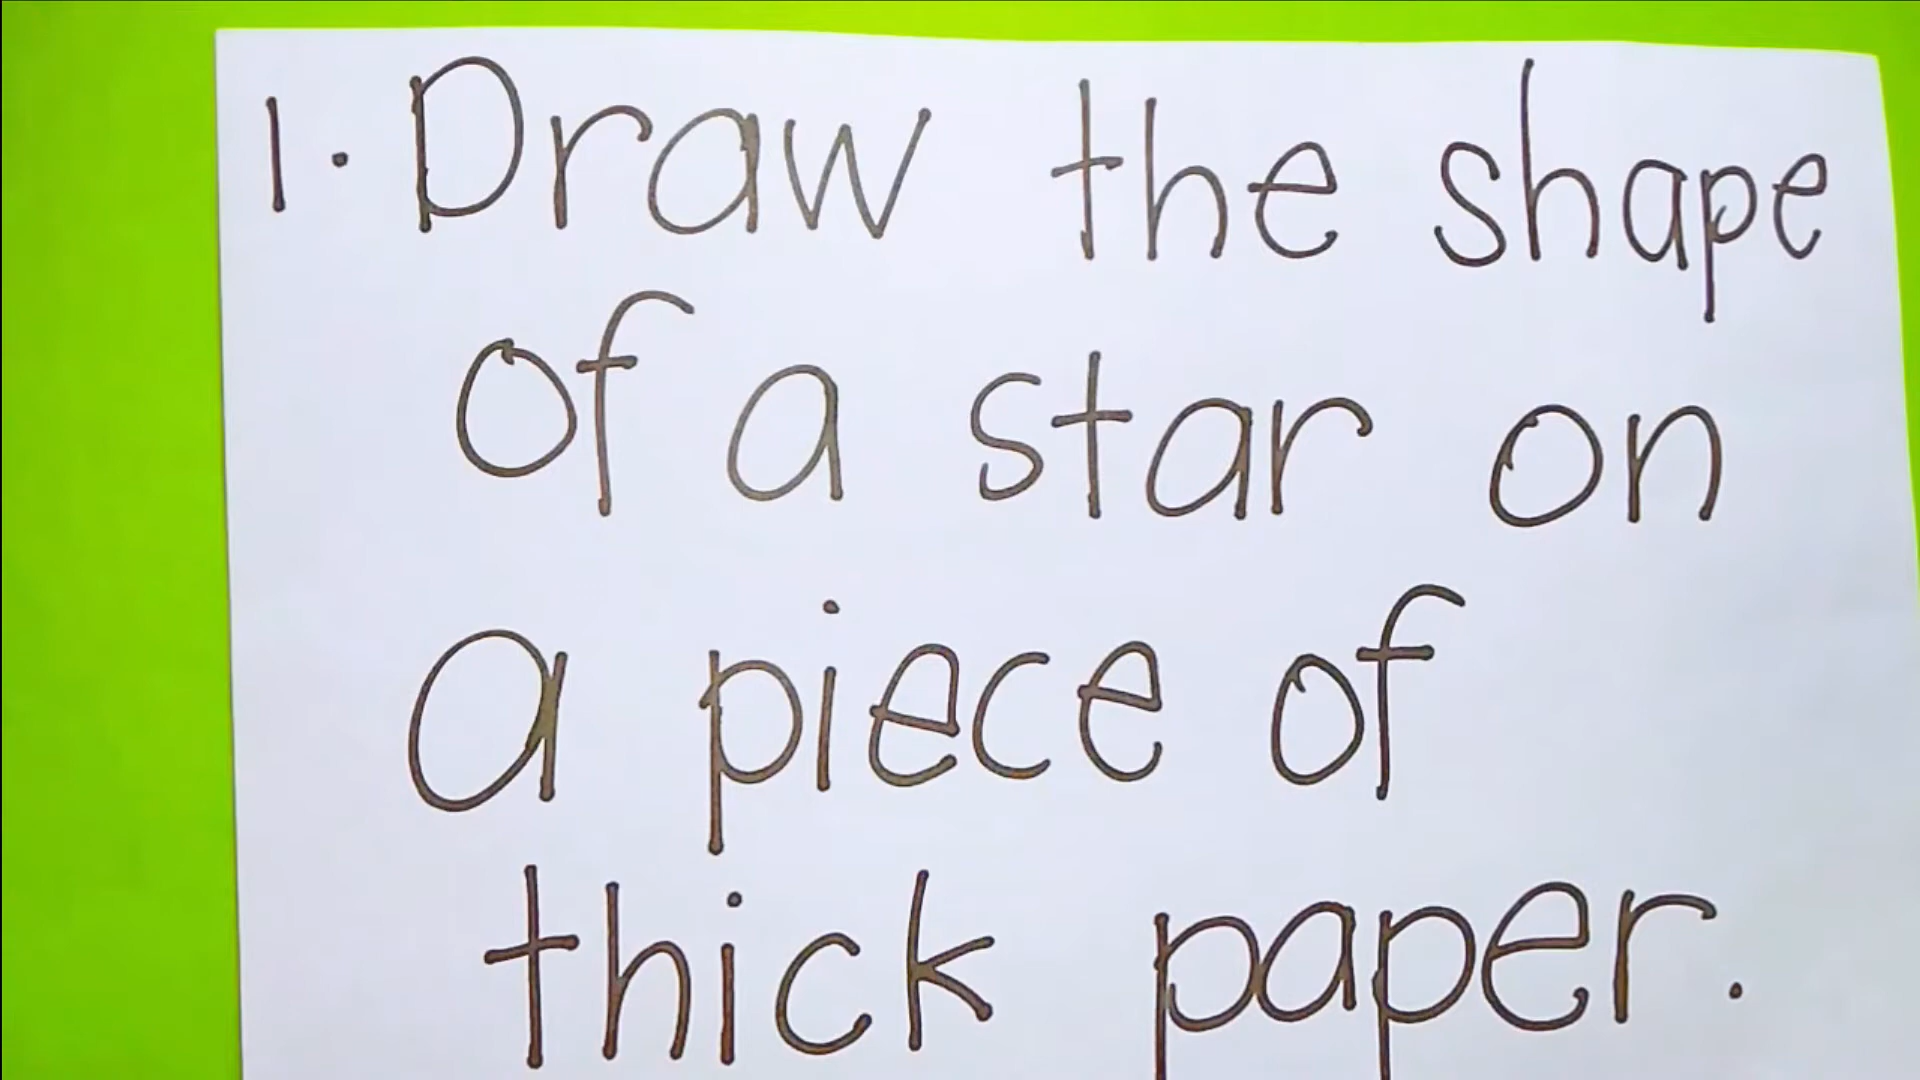 1. Draw the shape
of a star on
a piece of
thick paper.